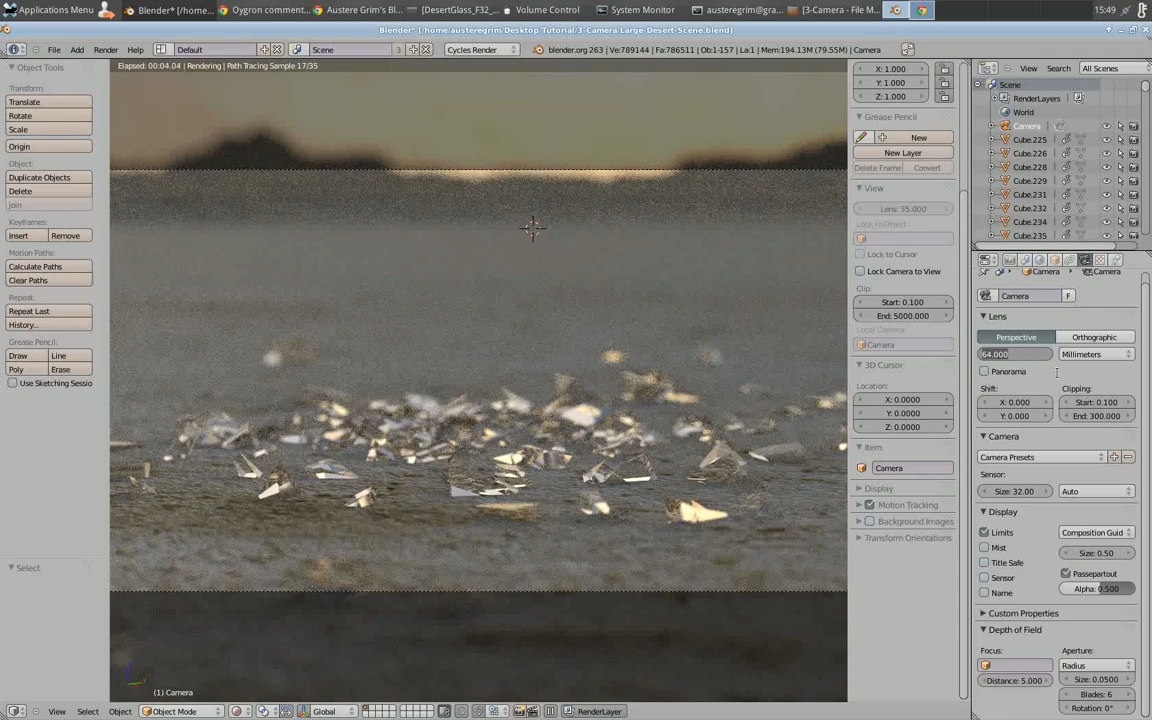 Applications Menu
Blender* [/home...
Oygron comment...
Austere Grim's Bl...
[DesertGlass_F32_...
Volume Control
System Monitor
austeregrim@gra...
[3-Camera - File M...
15:49
Blender* [/home/austeregrim/Desktop Tutorial/3-Camera Large-Desert-Scene.blend]
File
Add
Render
Help
Default
Scene
3
F
Cycles Render
blender.org 263 | Ve:789144 | Fa:786511 | Ob:1-157 | La:1 | Mem:194.13M (79.55M) | Camera
Object Tools
Transform:
Translate
Rotate
Scale
Origin
Object:
Duplicate Objects
Delete
Join
Keyframes:
Insert
Remove
Motion Paths:
Calculate Paths
Clear Paths
Repeat:
Repeat Last
History...
Grease Pencil:
Draw
Line
Poly
Erase
Use Sketching Sessio
Select
Elapsed: 00:04.04 | Rendering | Path Tracing Sample 17/35
(1) Camera
View
Select
Object
Object Mode
Global
RenderLayer
X: 1.000
Y: 1.000
Z: 1.000
Grease Pencil
New
New Layer
Delete Frame
Convert
View
Lens: 35.000
Lock to Object:
Lock to Cursor
Lock Camera to View
Clip:
Start: 0.100
End: 5000.000
Local Camera:
Camera
3D Cursor
Location:
X: 0.0000
Y: 0.0000
Z: 0.0000
Item
Camera
Display
Motion Tracking
Background Images
Transform Orientations
View
Search
All Scenes
Scene
RenderLayers
World
Camera
Cube.225
Cube.226
Cube.228
Cube.229
Cube.231
Cube.232
Cube.234
Cube.235
Camera
Camera
Camera
F
Lens
Perspective
Orthographic
64.000
Millimeters
Panorama
Shift:
Clipping:
X: 0.000
Start: 0.100
Y: 0.000
End: 300.000
Camera
Camera Presets
Sensor:
Size: 32.00
Auto
Display
Limits
Composition Guid
Mist
Size: 0.50
Title Safe
Sensor
Passepartout
Name
Alpha: 0.500
Custom Properties
Depth of Field
Focus:
Aperture:
Radius
Distance: 5.000
Size: 0.0500
Blades: 6
Rotation: 0°